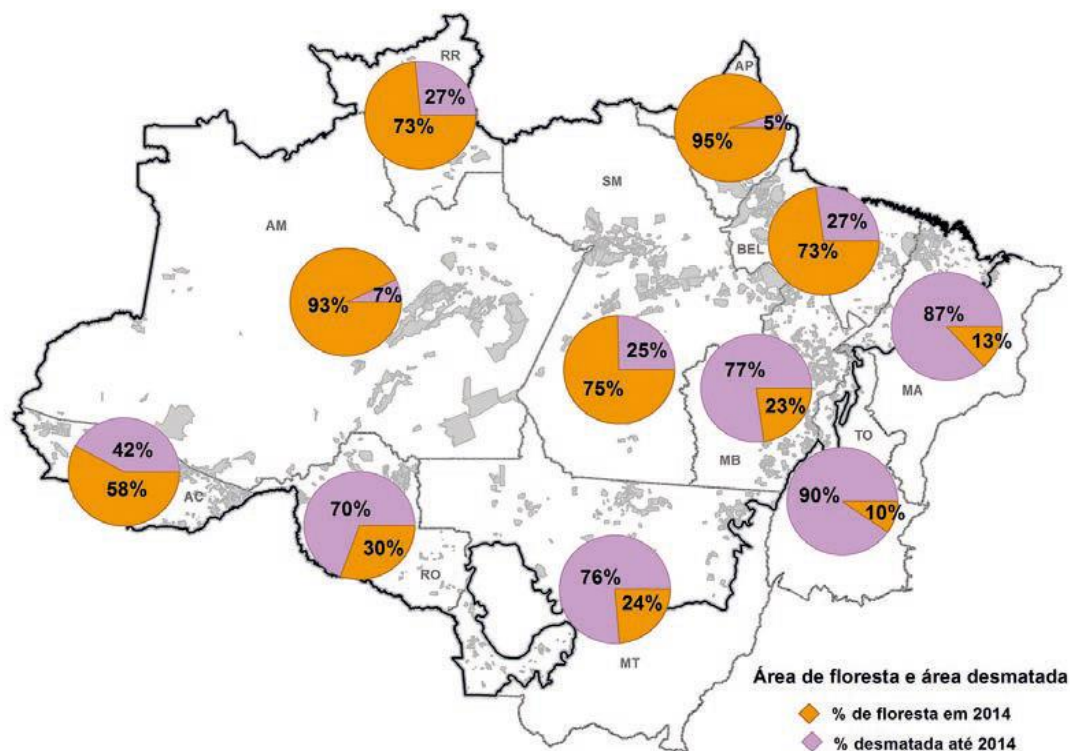 RR
27%
73%
AP
5%
95%
SM
AM
BEL
27%
73%
93%
7%
87%
13%
MA
25%
75%
77%
23%
MB
TO
42%
58%
AC
70%
30%
RO
90%
10%
76%
24%
MT
Área de floresta e área desmatada
% de floresta em 2014
% desmatada até 2014